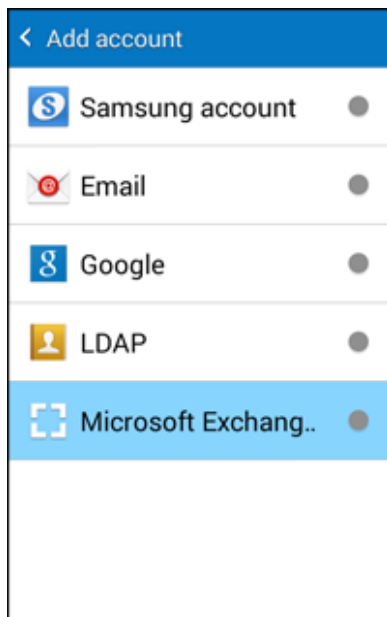 Add account
Samsung account
Email
Google
LDAP
Microsoft Exchang..